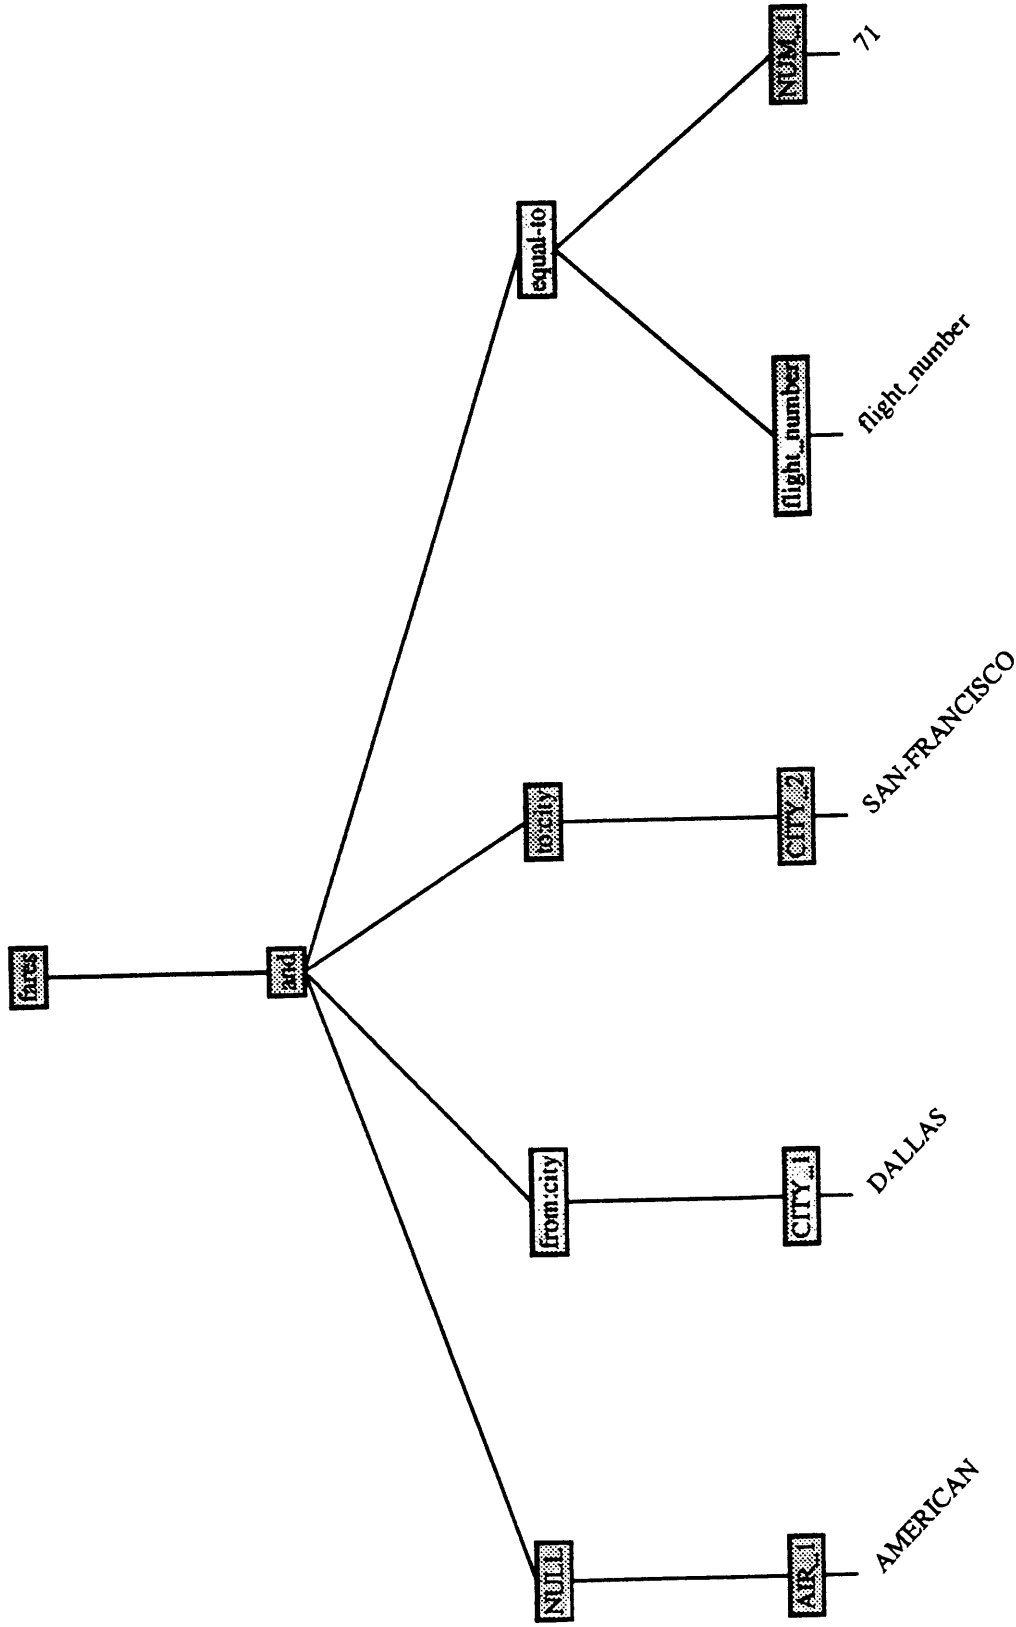 fares
and
NULL
from:city
to:city
equal-to
AIR_1
CITY_1
CITY_2
flight_number
NUM_1
AMERICAN
DALLAS
SAN-FRANCISCO
flight_number
71